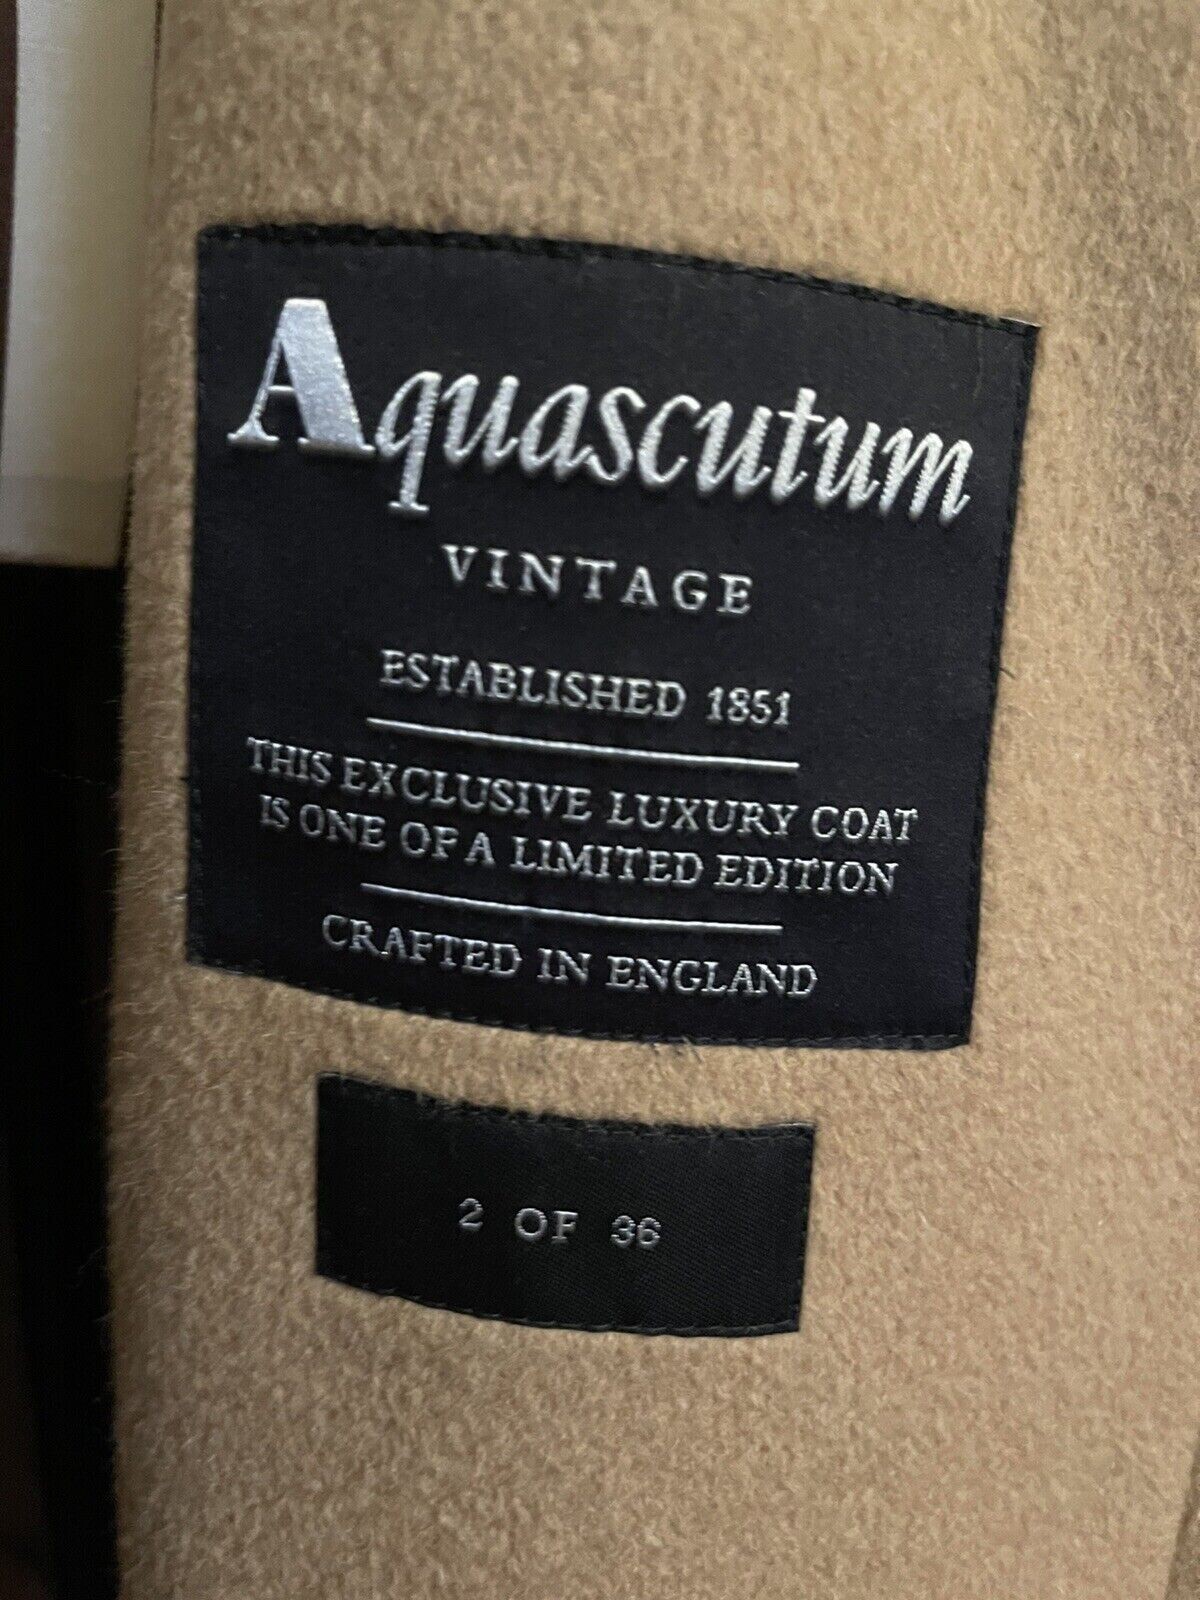 Aquascutum
VINTAGE
ESTABLISHED 1851
THIS EXCLUSIVE LUXURY COAT
IS ONE OF A LIMITED EDITION
CRAFTED IN ENGLAND
2 OF 36